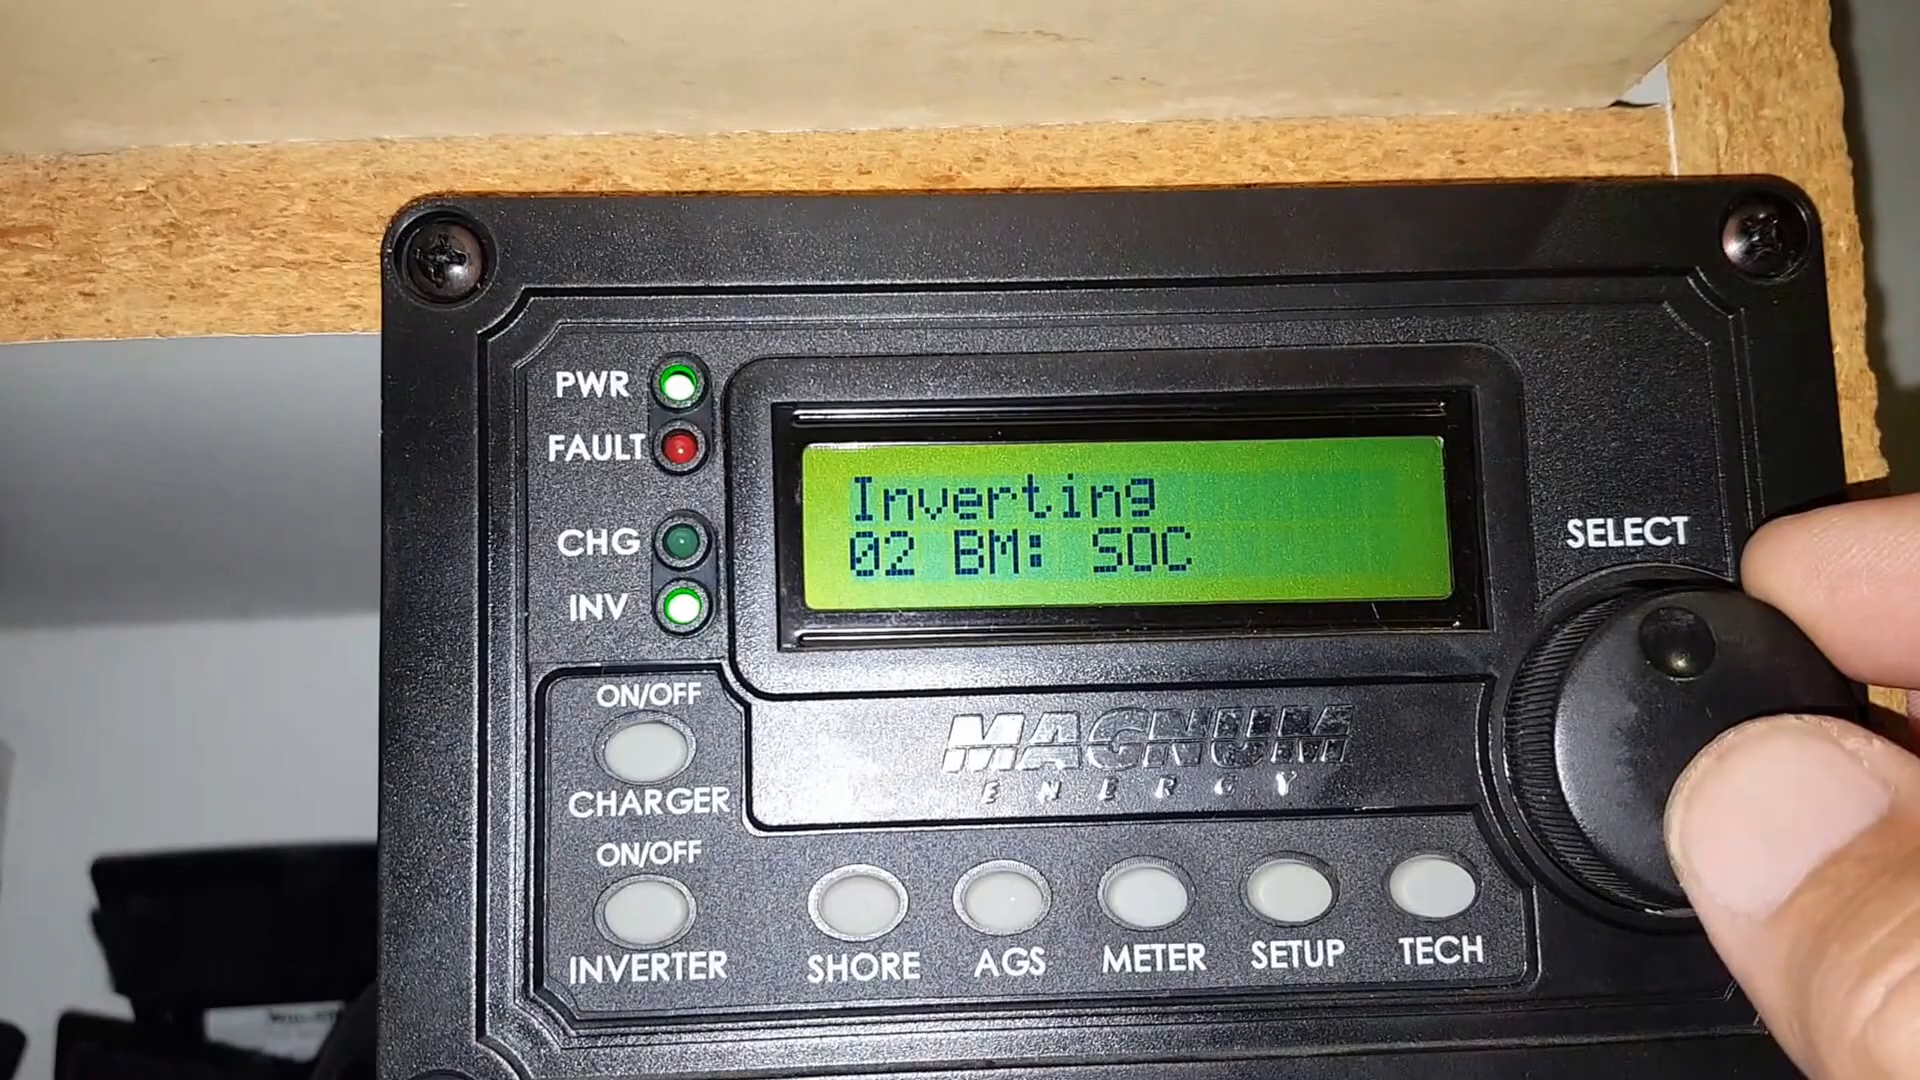 PWR
FAULT
CHG
INV
Inverting
02 BM: SOC
SELECT
ON/OFF
CHARGER
ON/OFF
INVERTER
MAGNUM
ENERGY
SHORE
AGS
METER
SETUP
TECH